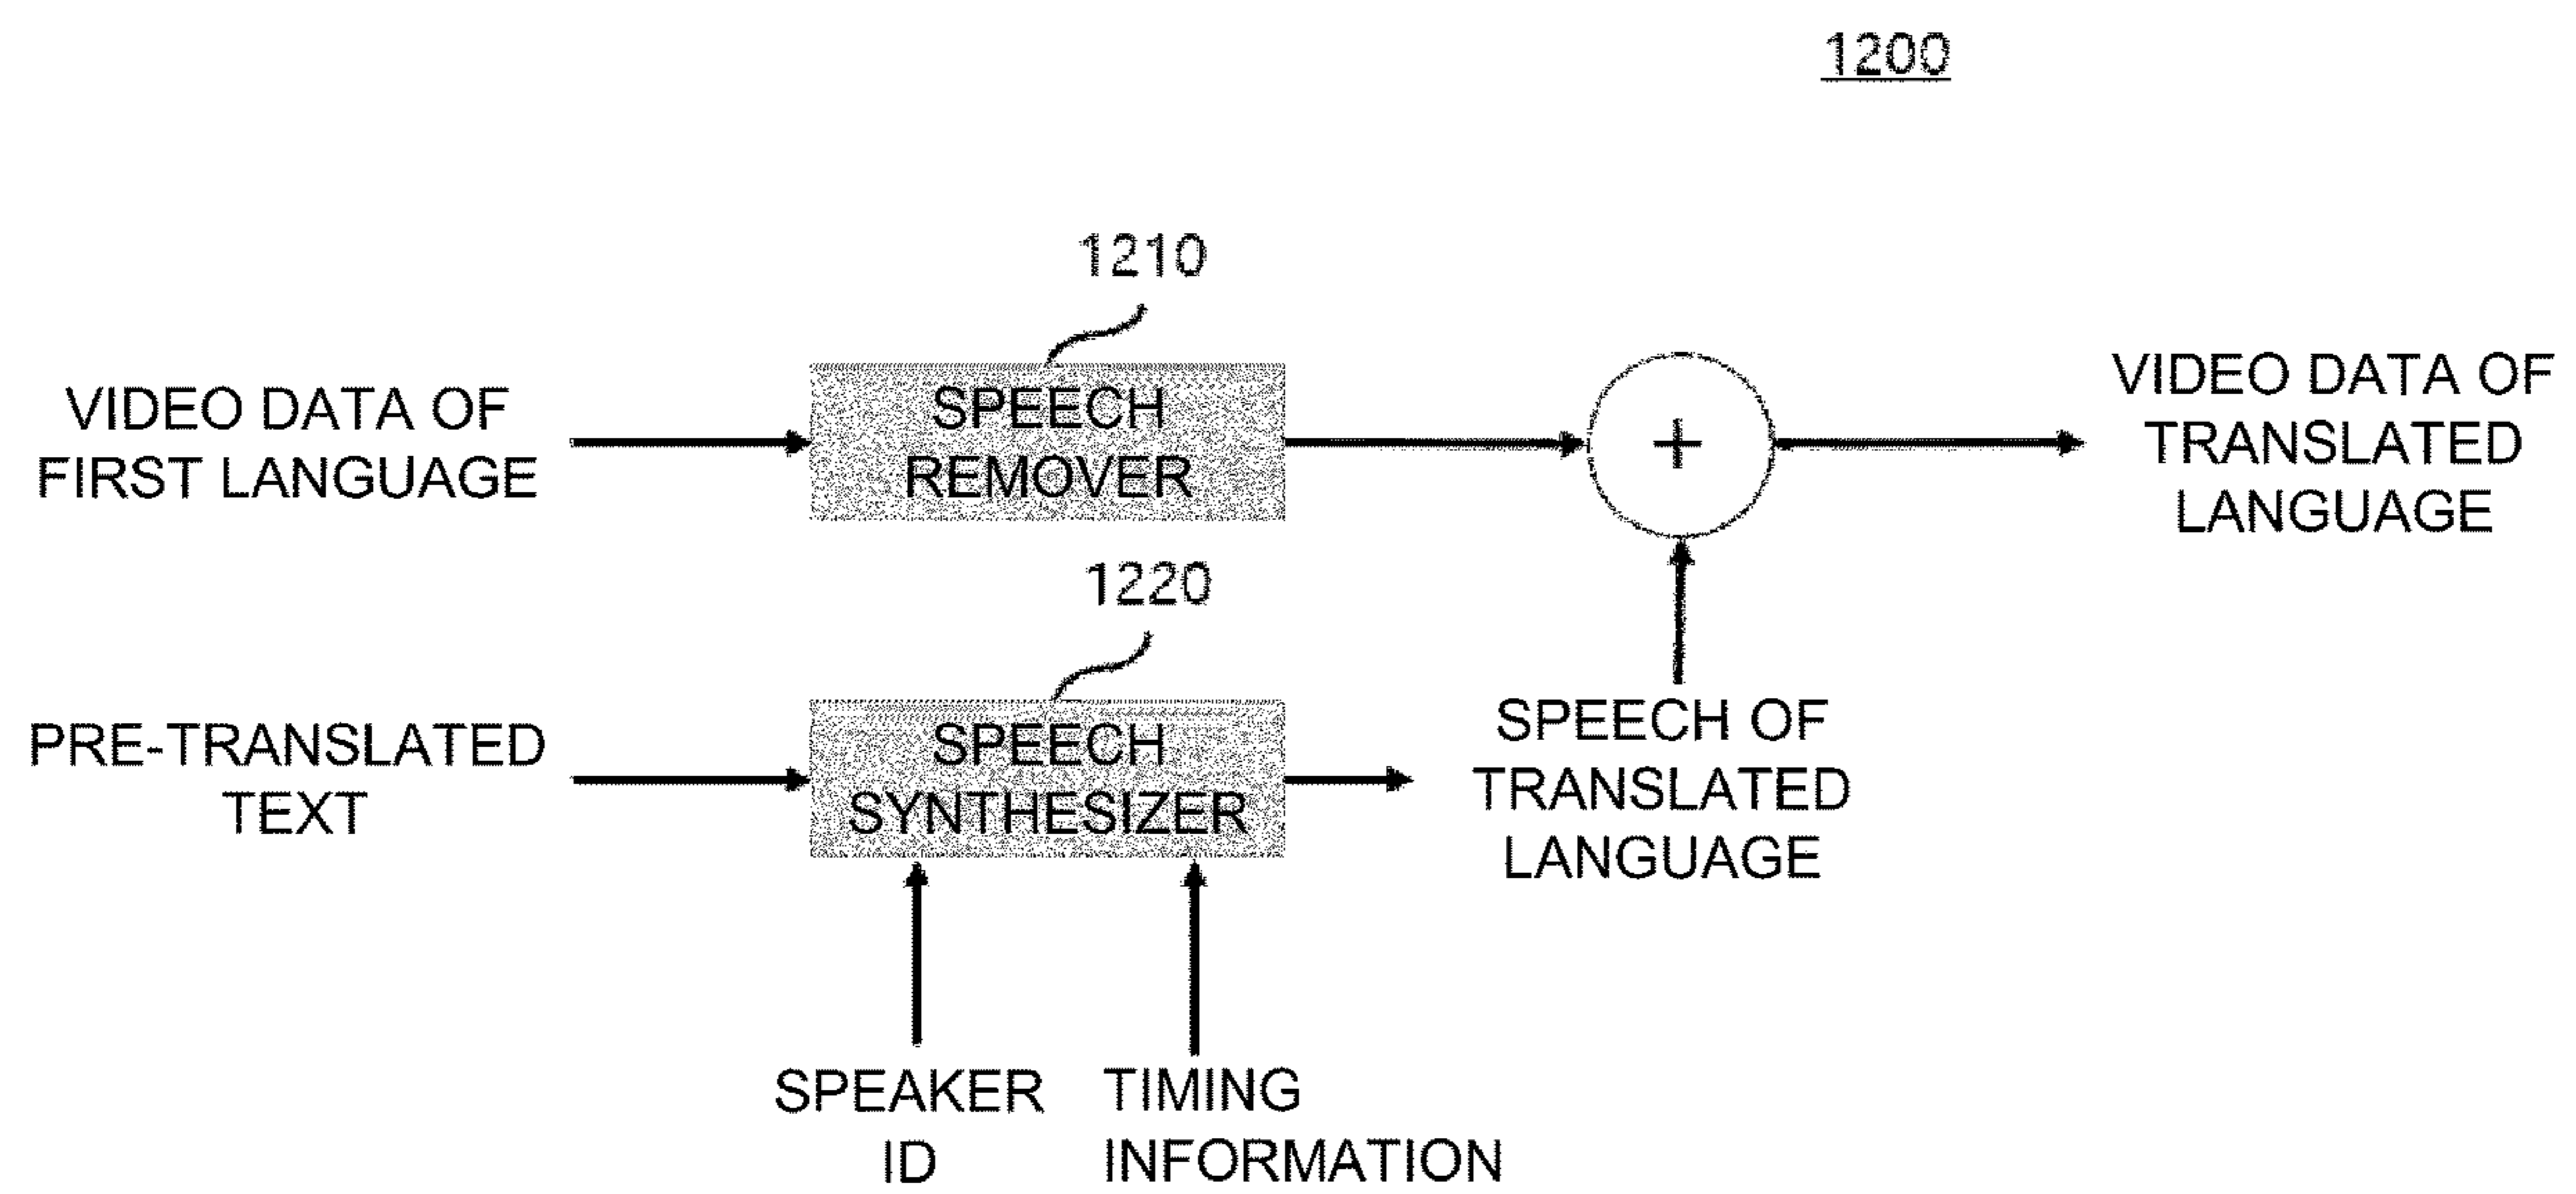 1200
1210
VIDEO DATA OF
FIRST LANGUAGE
SPEECH
REMOVER
+
VIDEO DATA OF
TRANSLATED
LANGUAGE
1220
PRE-TRANSLATED
TEXT
SPEECH
SYNTHESIZER
SPEECH OF
TRANSLATED
LANGUAGE
SPEAKER
ID
TIMING
INFORMATION